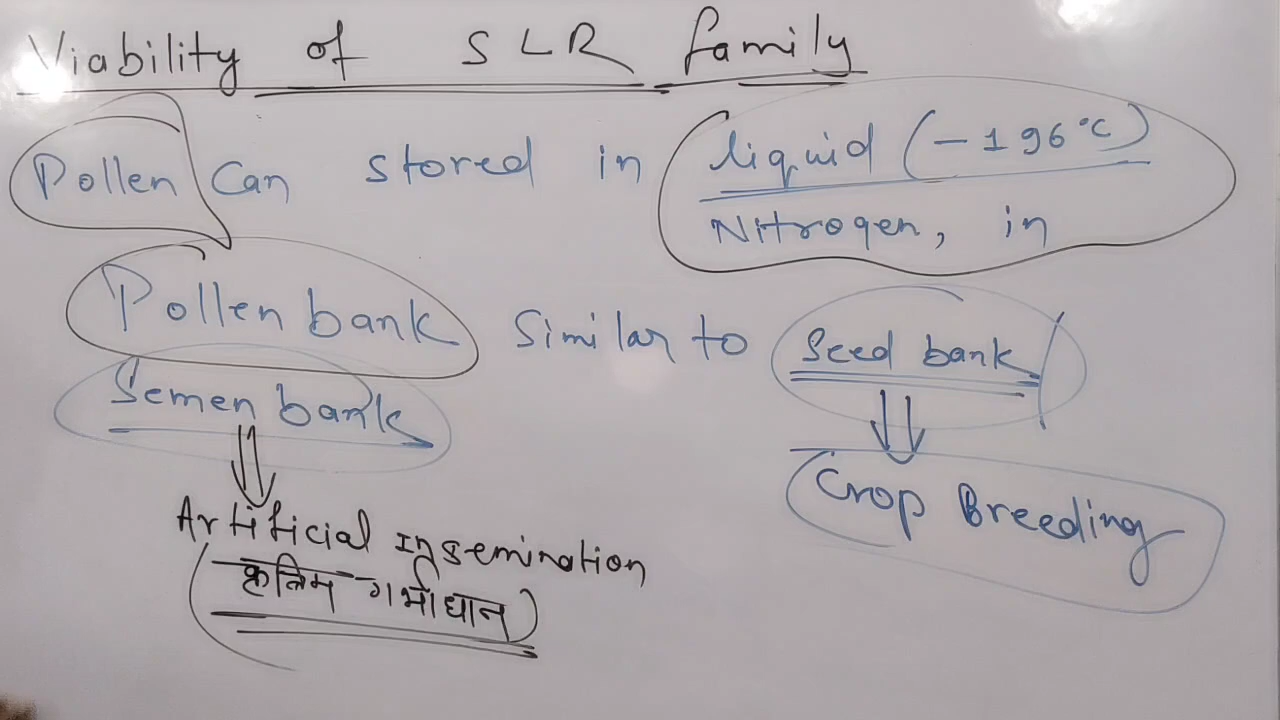 Viability of SLR family
Pollen Can stored in liquid (-196°C)
Nitrogen, in
Pollen bank Similar to Seed bank
Semen bank
Crop Breeding
Artificial Insemination
(कृत्रिम गर्भाधान)